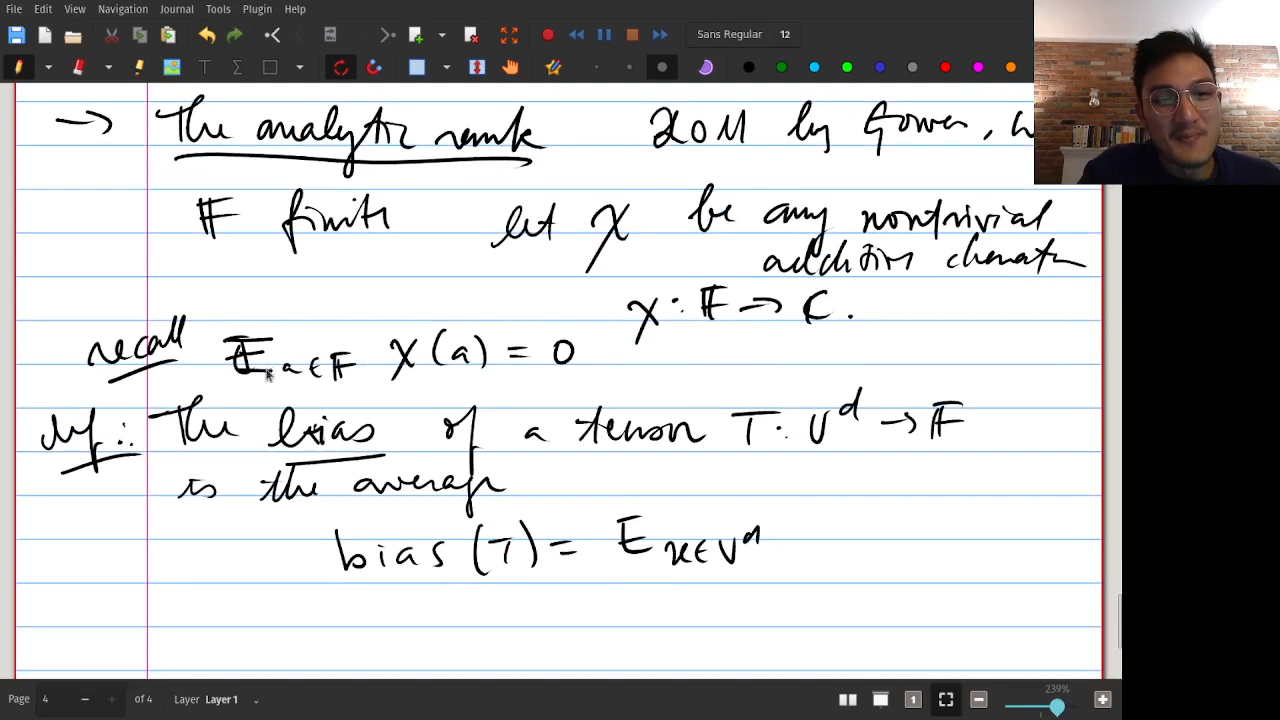 File Edit View Navigation Journal Tools Plugin Help
Sans Regular 12
→ The analytic rank 2011 by Gowers, W
𝔽 finite let χ be any nontrivial
additive character
χ : 𝔽 → ℂ.
recall 𝔼 a∈𝔽 χ(a) = 0
Def: The bias of a tensor T: V^d → 𝔽
is the average
bias (T) = E x∈V^d
Page 4 of 4 Layer Layer 1 1 239%